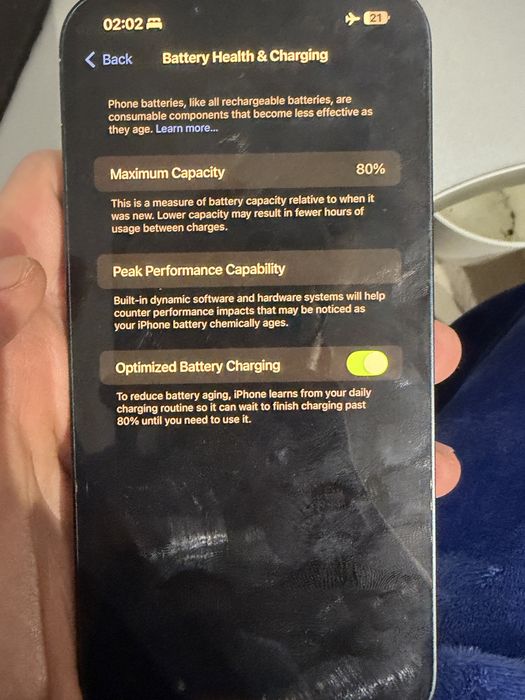 02:02 21
Back Battery Health & Charging
Phone batteries, like all rechargeable batteries, are
consumable components that become less effective as
they age. Learn more...
Maximum Capacity 80%
This is a measure of battery capacity relative to when it
was new. Lower capacity may result in fewer hours of
usage between charges.
Peak Performance Capability
Built-in dynamic software and hardware systems will help
counter performance impacts that may be noticed as
your iPhone battery chemically ages.
Optimized Battery Charging
To reduce battery aging, iPhone learns from your daily
charging routine so it can wait to finish charging past
80% until you need to use it.